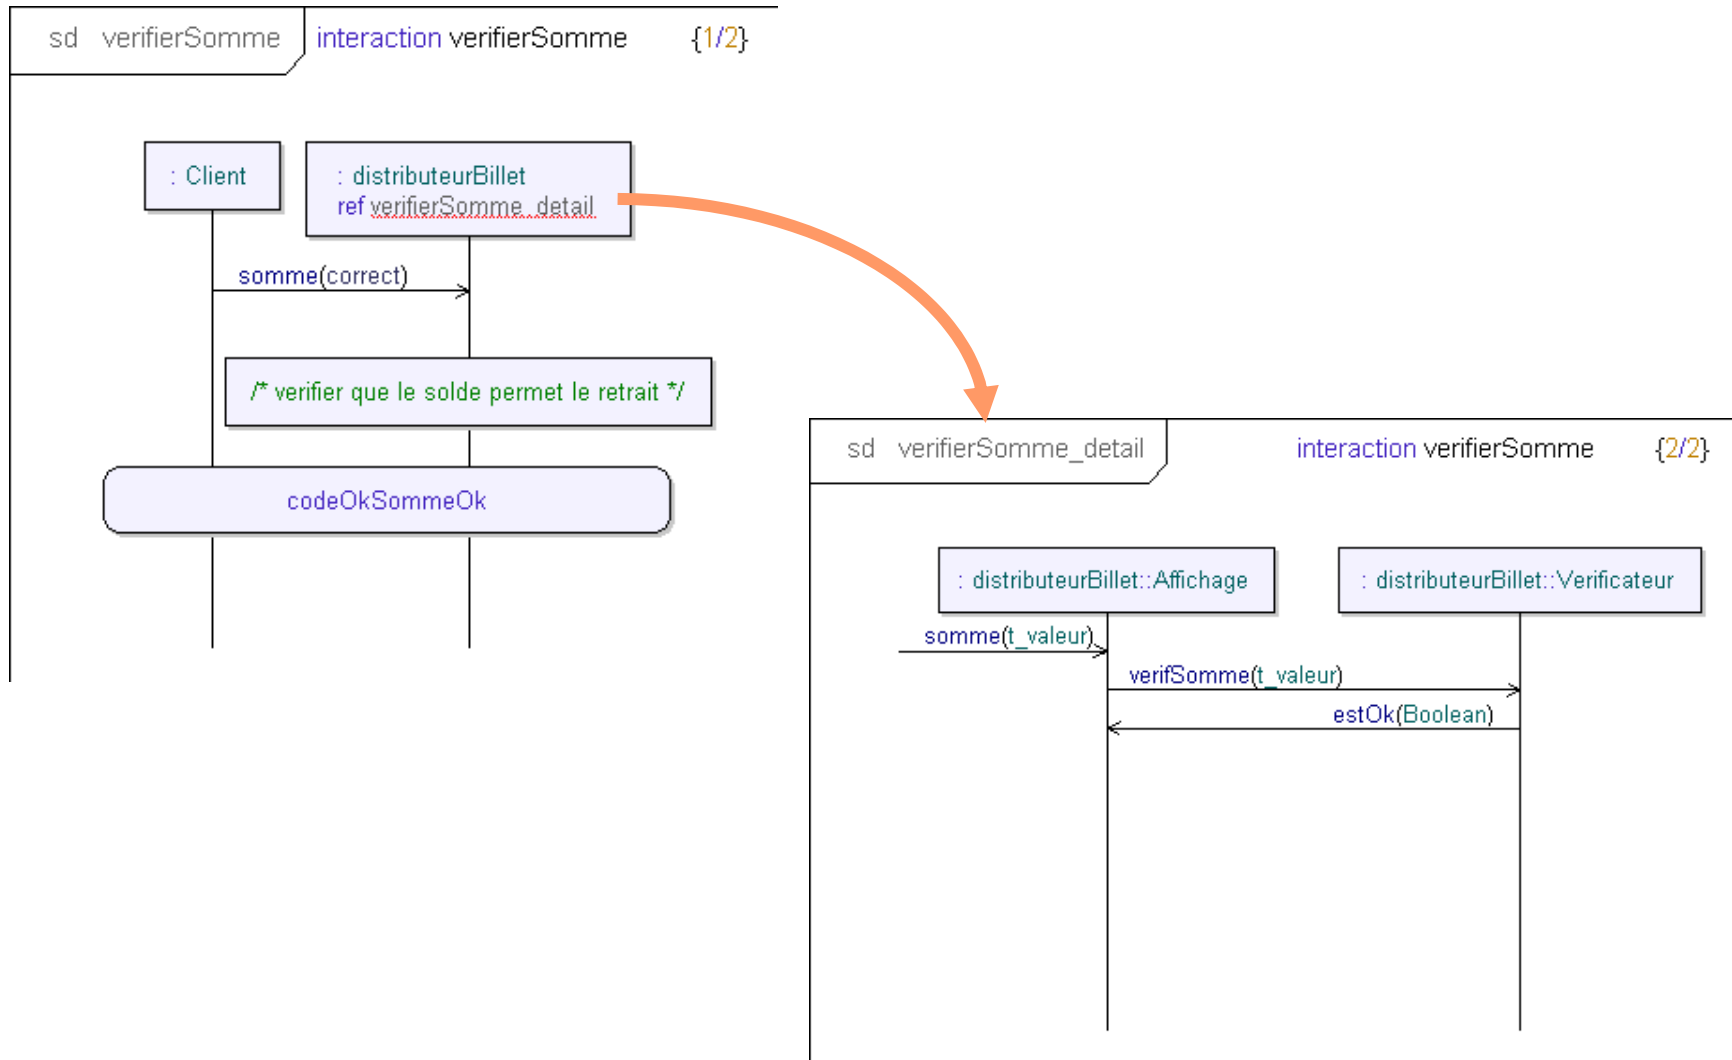 sd verifierSomme interaction verifierSomme {1/2}
: Client
: distributeurBillet
ref verifierSomme_detail
somme(correct)
/* verifier que le solde permet le retrait */
codeOkSommeOk
sd verifierSomme_detail interaction verifierSomme {2/2}
: distributeurBillet::Affichage
: distributeurBillet::Verificateur
somme(t_valeur)
verifSomme(t_valeur)
estOk(Boolean)